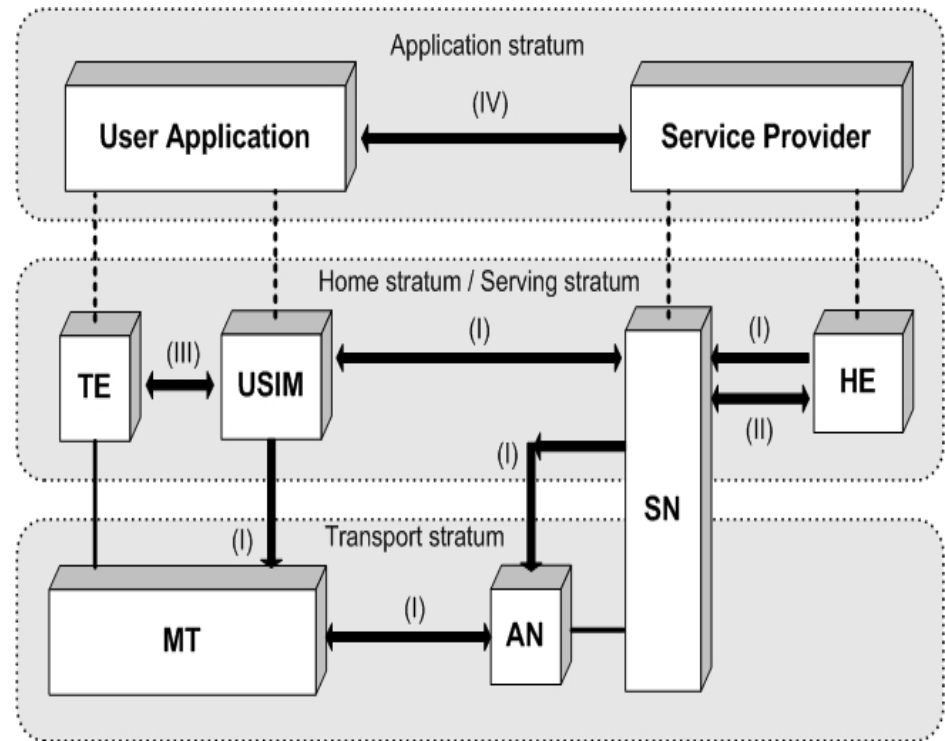 Application stratum
(IV)
User Application
Service Provider
Home stratum / Serving stratum
(I)
(I)
(III)
TE
USIM
HE
(II)
(I)
SN
Transport stratum
(I)
(I)
MT
AN